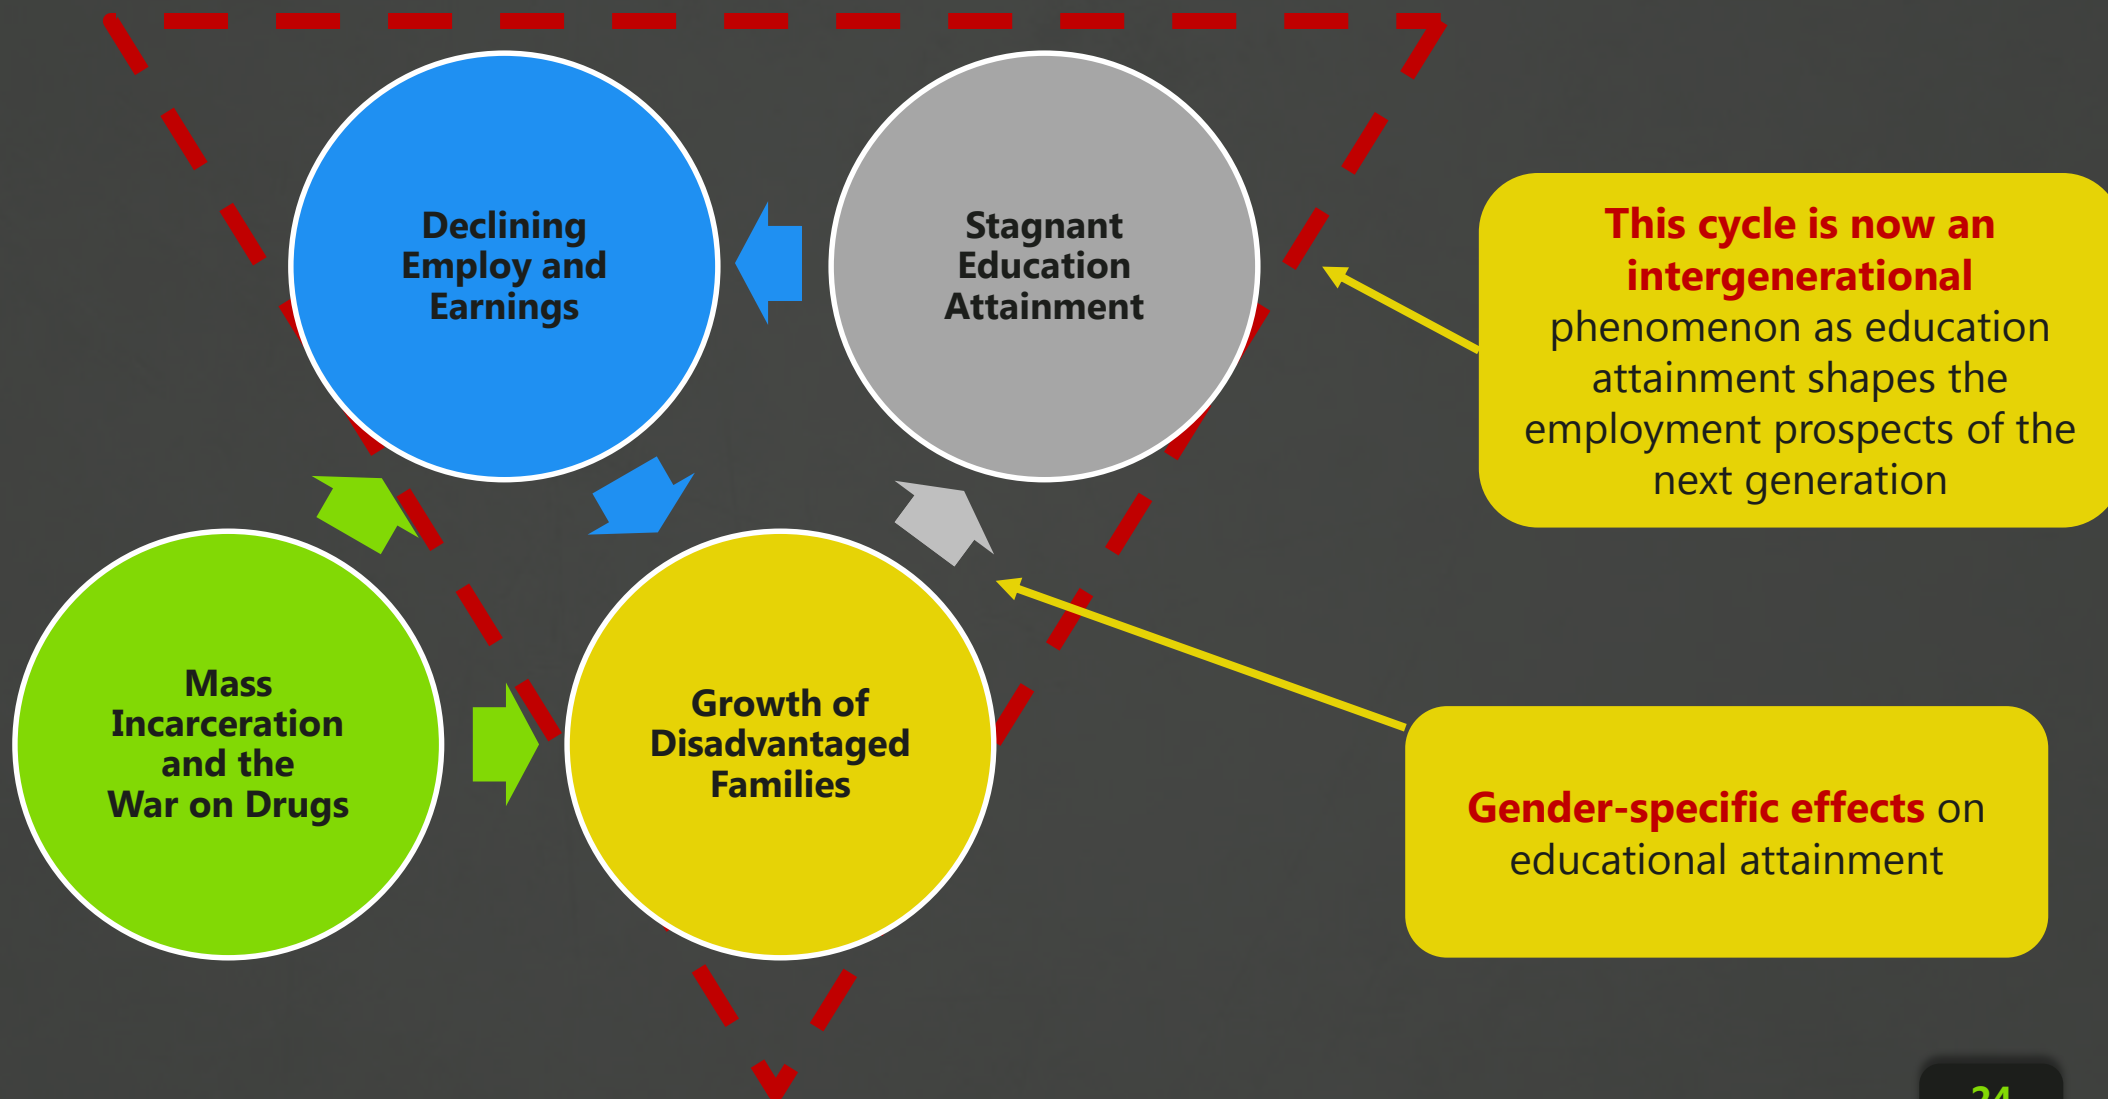 Declining
Employ and
Earnings
Stagnant
Education
Attainment
This cycle is now an
intergenerational
phenomenon as education
attainment shapes the
employment prospects of the
next generation
Mass
Incarceration
and the
War on Drugs
Growth of
Disadvantaged
Families
Gender-specific effects on
educational attainment
24